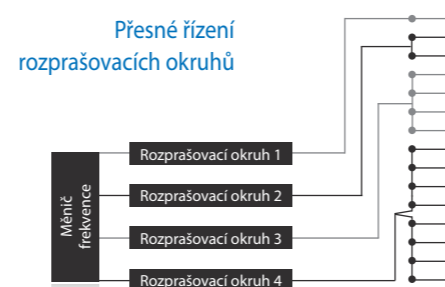 Přesné řízení
rozprašovacích okruhů
Měnič
frekvence
Rozprašovací okruh 1
Rozprašovací okruh 2
Rozprašovací okruh 3
Rozprašovací okruh 4